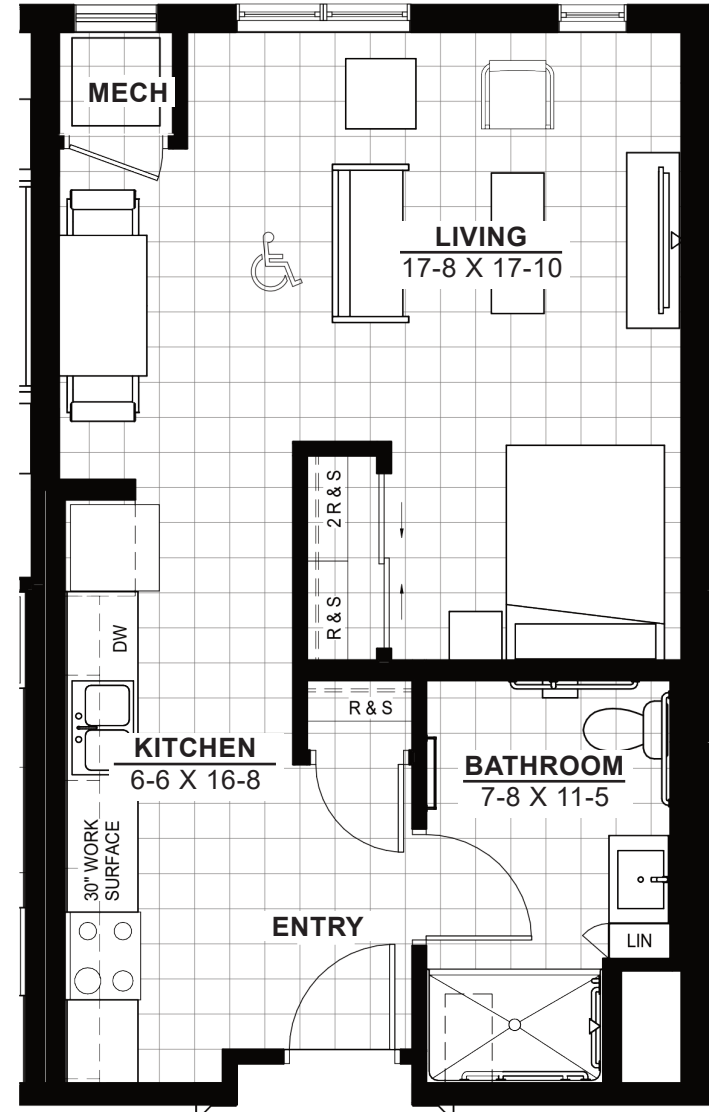 MECH
LIVING
17-8 X 17-10
2R & S
R & S
R & S
DW
KITCHEN
6-6 X 16-8
BATHROOM
7-8 X 11-5
30" WORK
SURFACE
ENTRY
LIN